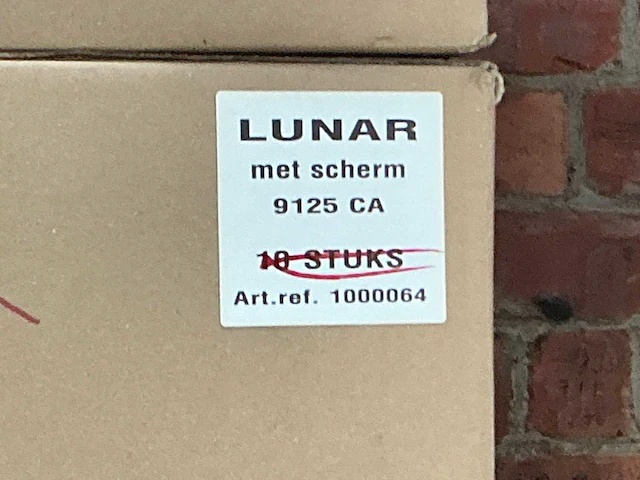 LUNAR
met scherm
9125 CA
10 STUKS
Art.ref. 1000064